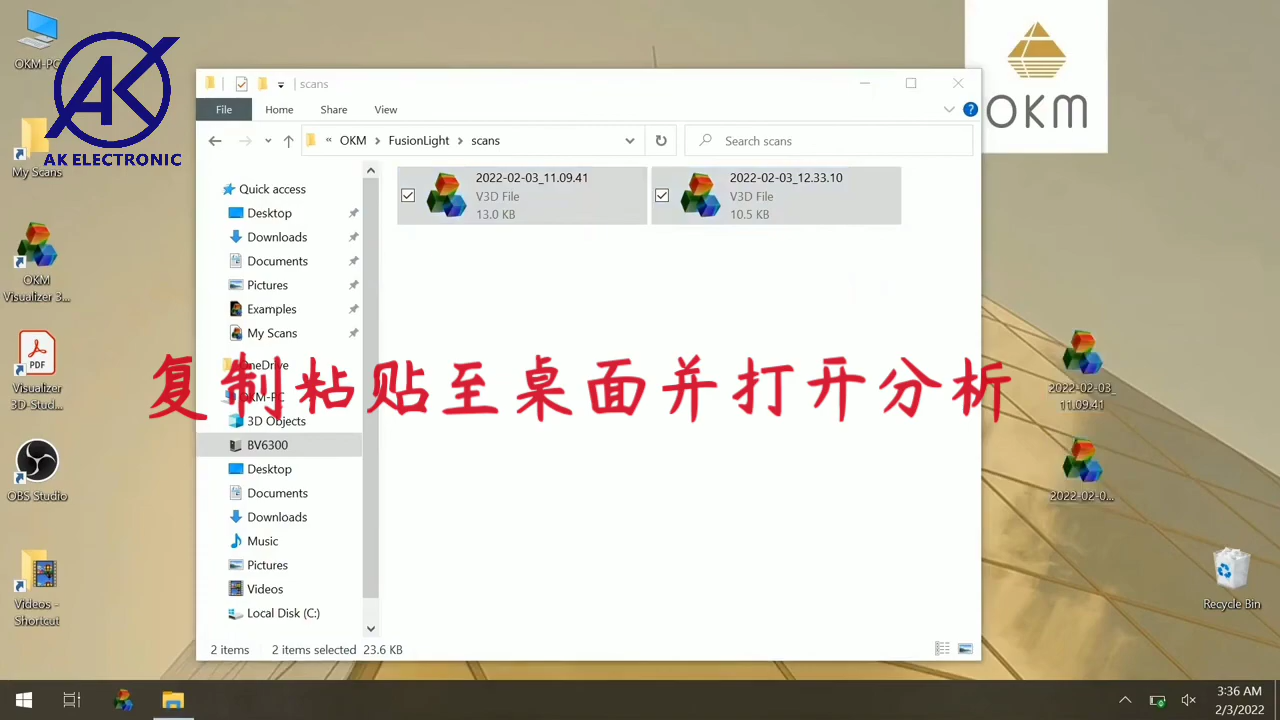 OKM-PC
AK
AK ELECTRONIC
My Scans
OKM
Visualizer 3...
PDF
Visualizer
3D-Stud...
OBS Studio
Videos -
Shortcut
scans
File Home Share View
« OKM > FusionLight > scans
Search scans
Quick access
Desktop
Downloads
Documents
Pictures
Examples
My Scans
OneDrive
OKM-PC
3D Objects
BV6300
Desktop
Documents
Downloads
Music
Pictures
Videos
Local Disk (C:)
2022-02-03_11.09.41
V3D File
13.0 KB
2022-02-03_12.33.10
V3D File
10.5 KB
复制粘贴至桌面并打开分析
2 items 2 items selected 23.6 KB
OKM
2022-02-03_
11.09.41
2022-02-0...
Recycle Bin
3:36 AM
2/3/2022